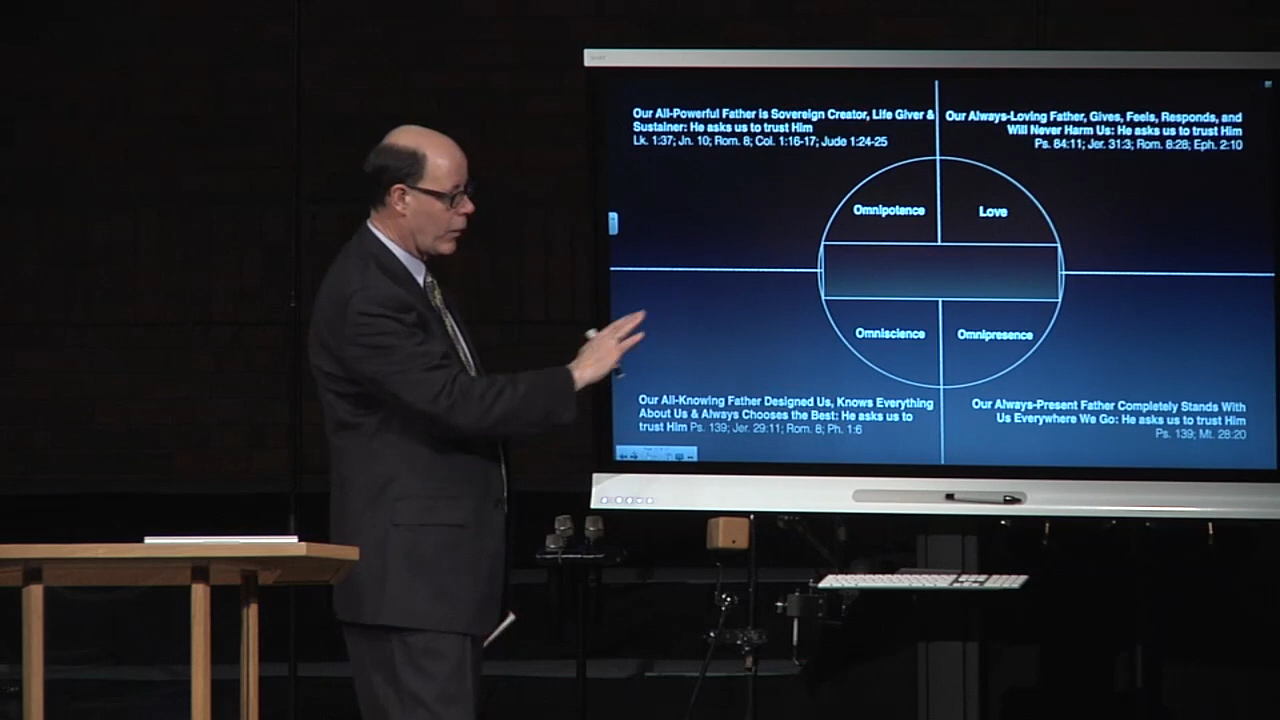 Our All-Powerful Father is Sovereign Creator, Life Giver &
Sustainer: He asks us to trust Him
Lk. 1:37; Jn. 10; Rom. 8; Col. 1:16-17; Jude 1:24-25
Our Always-Loving Father, Gives, Feels, Responds, and
Will Never Harm Us: He asks us to trust Him
Ps. 84:11; Jer. 31:3; Rom. 8:28; Eph. 2:10
Omnipotence
Love
Omniscience
Omnipresence
Our All-Knowing Father Designed Us, Knows Everything
About Us & Always Chooses the Best: He asks us to
trust Him Ps. 139; Jer. 29:11; Rom. 8; Ph. 1:6
Our Always-Present Father Completely Stands With
Us Everywhere We Go: He asks us to trust Him
Ps. 139; Mt. 28:20